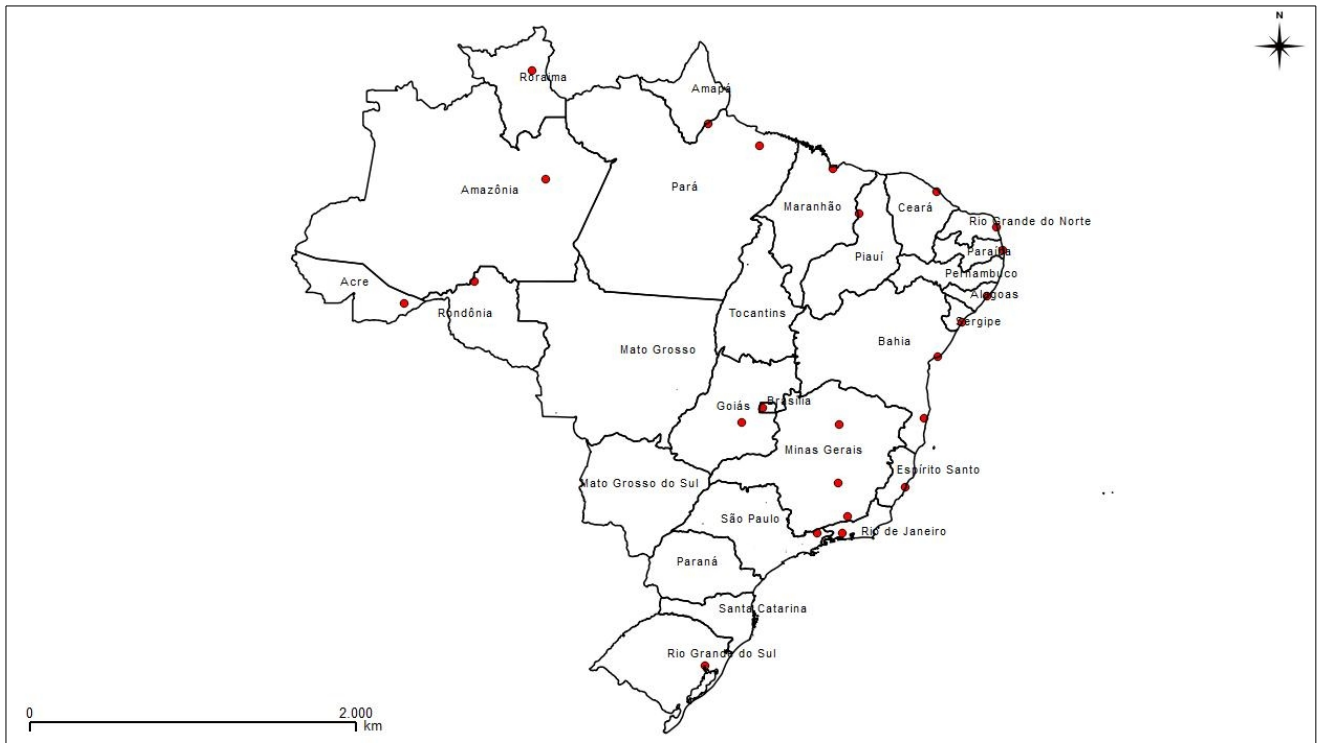 N
Roraima
Amapá
Amazônia
Pará
Maranhão
Ceará
Rio Grande do Norte
Paraíba
Piauí
Pernambuco
Acre
Alagoas
Rondônia
Tocantins
Sergipe
Bahia
Mato Grosso
Goiás
Brasília
Minas Gerais
Espírito Santo
Mato Grosso do Sul
São Paulo
Rio de Janeiro
Paraná
Santa Catarina
Rio Grande do Sul
0 2.000
km